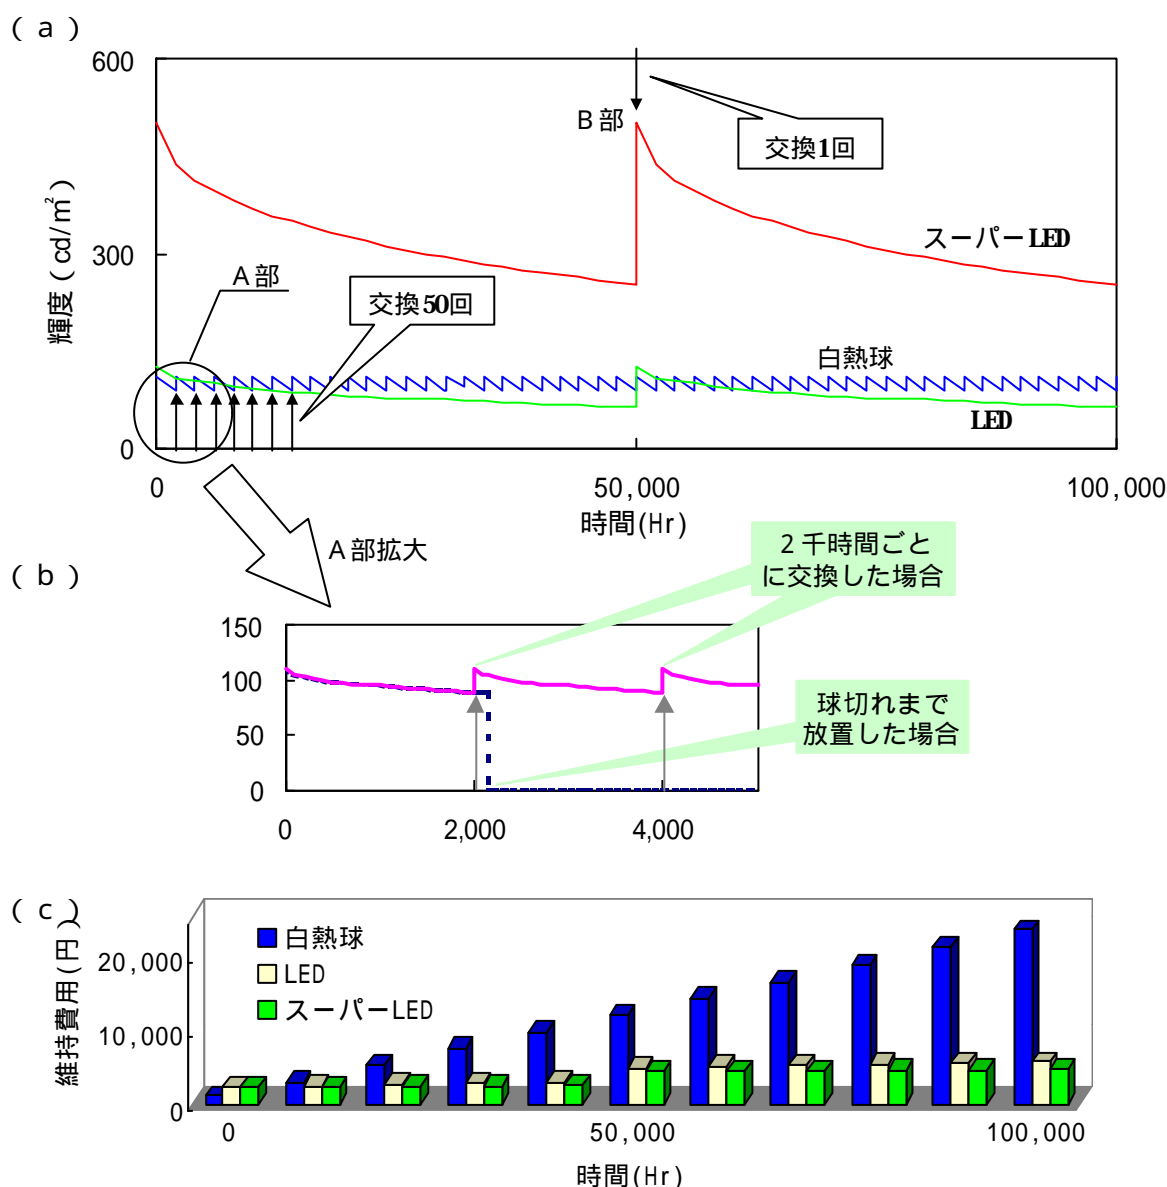 (a)
600
300
0
輝度(cd/㎡)
B部
交換1回
スーパーLED
A部
交換50回
白熱球
LED
0
50,000
100,000
時間(Hr)
A部拡大
2千時間ごと
に交換した場合
(b)
150
100
50
0
球切れまで
放置した場合
0
2,000
4,000
(c)
維持費用(円)
20,000
10,000
0
白熱球
LED
スーパーLED
0
50,000
100,000
時間(Hr)